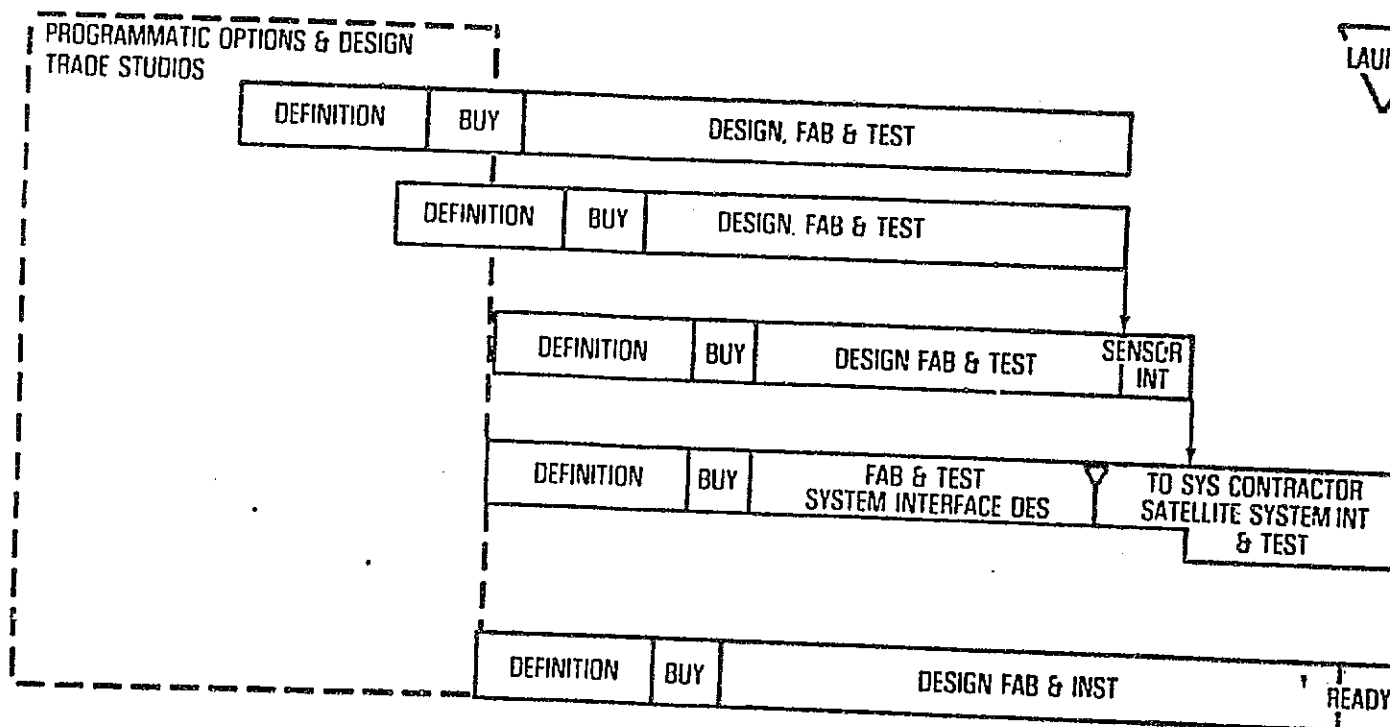 PROGRAMMATIC OPTIONS & DESIGN
TRADE STUDIOS
LAUN
DEFINITION
BUY
DESIGN, FAB & TEST
DEFINITION
BUY
DESIGN. FAB & TEST
DEFINITION
BUY
DESIGN FAB & TEST
SENSOR
INT
DEFINITION
BUY
FAB & TEST
SYSTEM INTERFACE DES
TO SYS CONTRACTOR
SATELLITE SYSTEM INT
& TEST
DEFINITION
BUY
DESIGN FAB & INST
READY